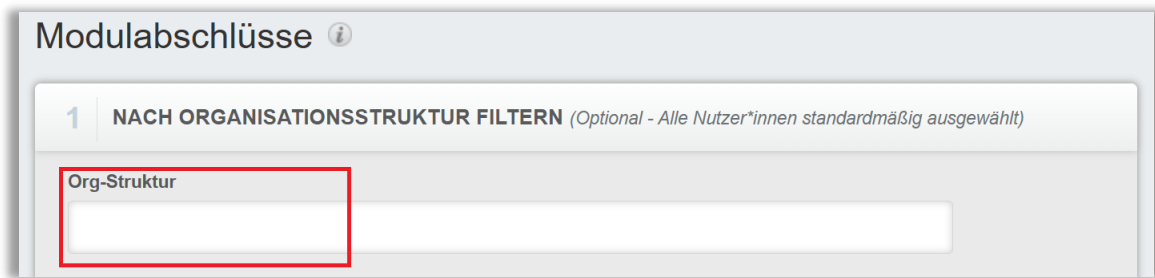 Modulabschlüsse
1 NACH ORGANISATIONSSTRUKTUR FILTERN (Optional - Alle Nutzer*innen standardmäßig ausgewählt)
Org-Struktur